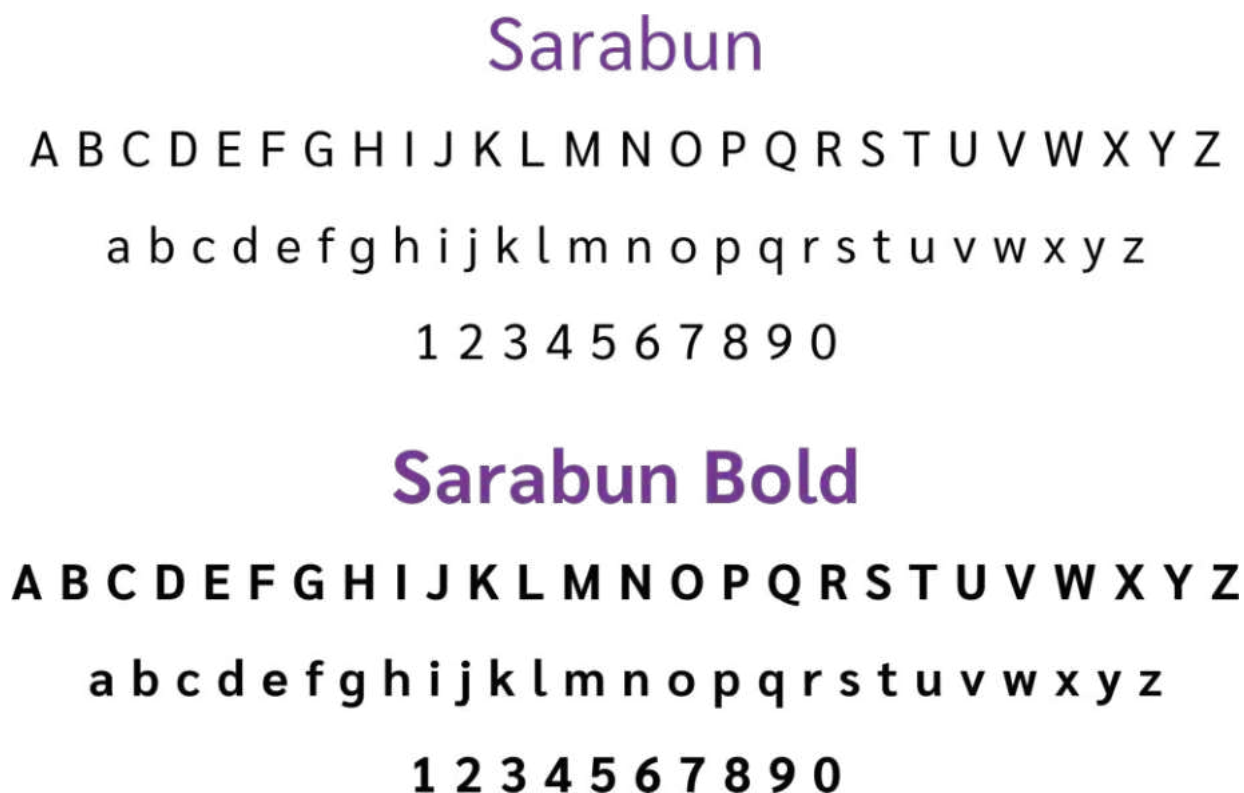 Sarabun
A B C D E F G H I J K L M N O P Q R S T U V W X Y Z
a b c d e f g h i j k l m n o p q r s t u v w x y z
1 2 3 4 5 6 7 8 9 0
Sarabun Bold
A B C D E F G H I J K L M N O P Q R S T U V W X Y Z
a b c d e f g h i j k l m n o p q r s t u v w x y z
1 2 3 4 5 6 7 8 9 0